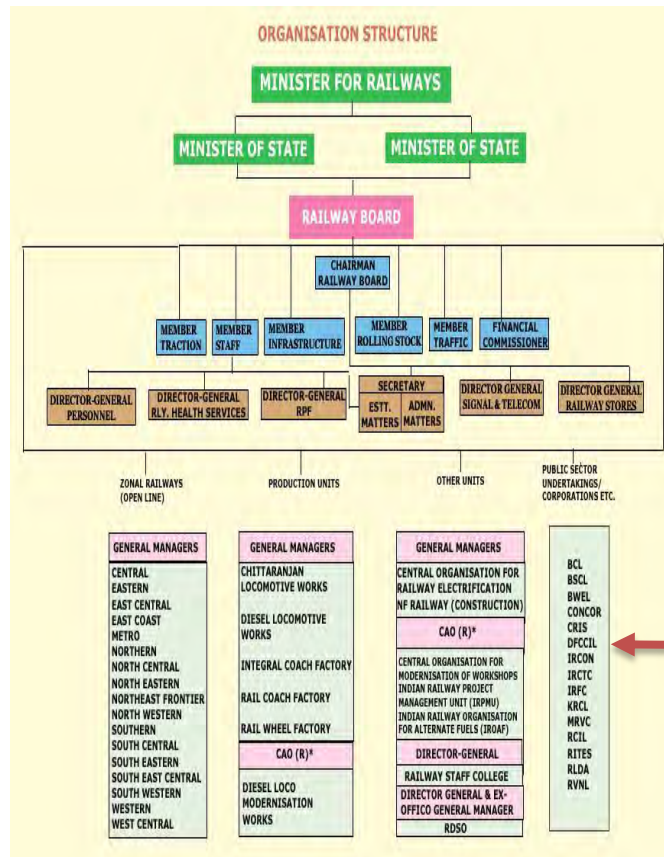 ORGANISATION STRUCTURE
MINISTER FOR RAILWAYS
MINISTER OF STATE
MINISTER OF STATE
RAILWAY BOARD
CHAIRMAN
RAILWAY BOARD
MEMBER
TRACTION
MEMBER
STAFF
MEMBER
INFRASTRUCTURE
MEMBER
ROLLING STOCK
MEMBER
TRAFFIC
FINANCIAL
COMMISSIONER
DIRECTOR-GENERAL
PERSONNEL
DIRECTOR-GENERAL
RLY. HEALTH SERVICES
DIRECTOR-GENERAL
RPF
SECRETARY
ESTT.
MATTERS
ADMN.
MATTERS
DIRECTOR GENERAL
SIGNAL & TELECOM
DIRECTOR GENERAL
RAILWAY STORES
ZONAL RAILWAYS
(OPEN LINE)
PRODUCTION UNITS
OTHER UNITS
PUBLIC SECTOR
UNDERTAKINGS/
CORPORATIONS ETC.
GENERAL MANAGERS
CENTRAL
EASTERN
EAST CENTRAL
EAST COAST
METRO
NORTHERN
NORTH CENTRAL
NORTH EASTERN
NORTHEAST FRONTIER
NORTH WESTERN
SOUTHERN
SOUTH CENTRAL
SOUTH EASTERN
SOUTH EAST CENTRAL
SOUTH WESTERN
WESTERN
WEST CENTRAL
GENERAL MANAGERS
CHITTARANJAN
LOCOMOTIVE WORKS
DIESEL LOCOMOTIVE
WORKS
INTEGRAL COACH FACTORY
RAIL COACH FACTORY
RAIL WHEEL FACTORY
CAO (R)*
DIESEL LOCO
MODERNISATION
WORKS
GENERAL MANAGERS
CENTRAL ORGANISATION FOR
RAILWAY ELECTRIFICATION
NF RAILWAY (CONSTRUCTION)
CAO (R)*
CENTRAL ORGANISATION FOR
MODERNISATION OF WORKSHOPS
INDIAN RAILWAY PROJECT
MANAGEMENT UNIT (IRPMU)
INDIAN RAILWAY ORGANISATION
FOR ALTERNATE FUELS (IROAF)
DIRECTOR-GENERAL
RAILWAY STAFF COLLEGE
DIRECTOR GENERAL & EX-
OFFICO GENERAL MANAGER
RDSO
BCL
BSCL
BWEL
CONCOR
CRIS
DFCCIL
IRCON
IRCTC
IRFC
KRCL
MRVC
RCIL
RITES
RLDA
RVNL